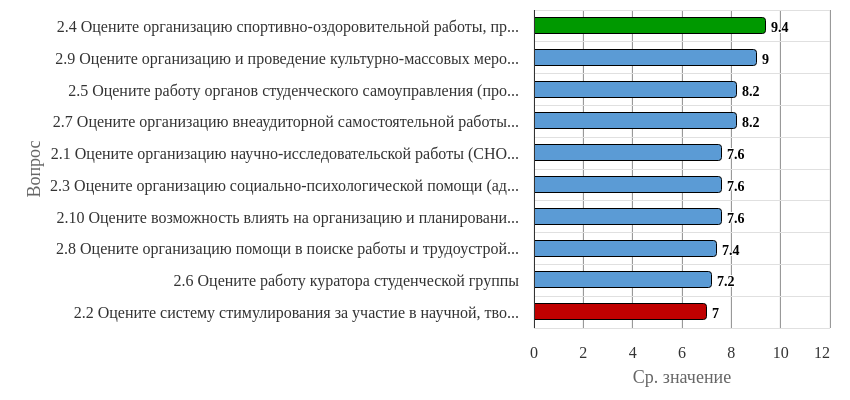 2.4 Оцените организацию спортивно-оздоровительной работы, пр... 9.4
2.9 Оцените организацию и проведение культурно-массовых меро... 9
2.5 Оцените работу органов студенческого самоуправления (про... 8.2
2.7 Оцените организацию внеаудиторной самостоятельной работы... 8.2
2.1 Оцените организацию научно-исследовательской работы (СНО... 7.6
2.3 Оцените организацию социально-психологической помощи (ад... 7.6
2.10 Оцените возможность влиять на организацию и планировани... 7.6
2.8 Оцените организацию помощи в поиске работы и трудоустрой... 7.4
2.6 Оцените работу куратора студенческой группы 7.2
2.2 Оцените систему стимулирования за участие в научной, тво... 7
Вопрос
0 2 4 6 8 10 12
Ср. значение